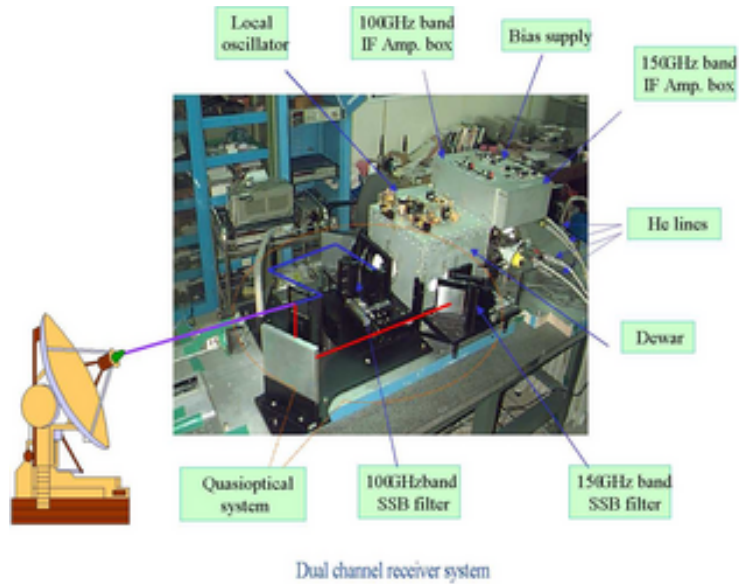 Local
oscillator
100GHz band
IF Amp. box
Bias supply
150GHz band
IF Amp. box
He lines
Dewar
Quasioptical
system
100GHzband
SSB filter
150GHz band
SSB filter
Dual channel receiver system